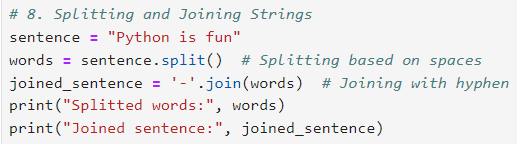 # 8. Splitting and Joining Strings
sentence = "Python is fun"
words = sentence.split()  # Splitting based on spaces
joined_sentence = '-'.join(words)  # Joining with hyphen
print("Splitted words:", words)
print("Joined sentence:", joined_sentence)